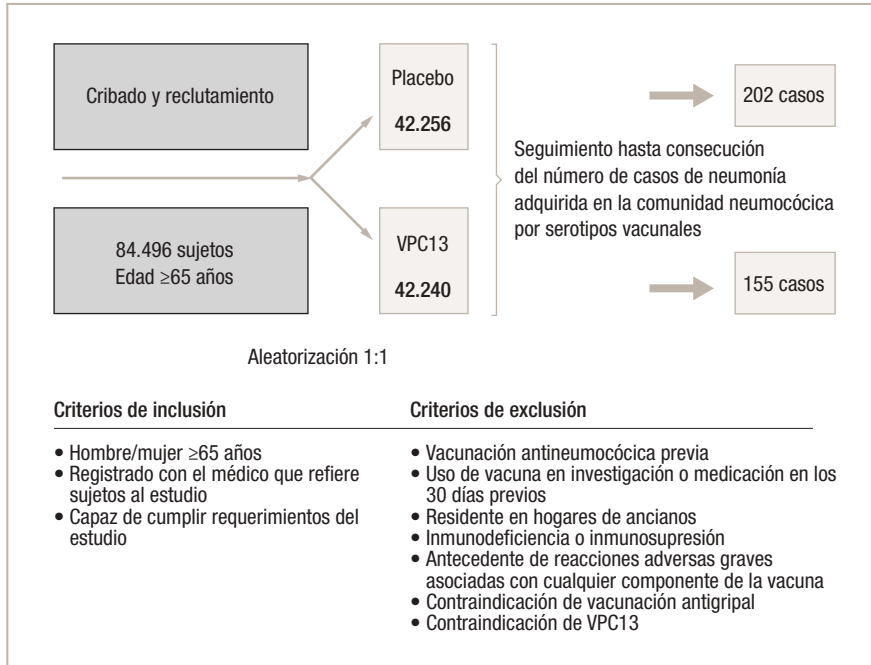 Cribado y reclutamiento
84.496 sujetos
Edad ≥65 años
Placebo
42.256
VPC13
42.240
Seguimiento hasta consecución
del número de casos de neumonía
adquirida en la comunidad neumocócica
por serotipos vacunales
202 casos
155 casos
Aleatorización 1:1
Criterios de inclusión
• Hombre/mujer ≥65 años
• Registrado con el médico que refiere
sujetos al estudio
• Capaz de cumplir requerimientos del
estudio
Criterios de exclusión
• Vacunación antineumocócica previa
• Uso de vacuna en investigación o medicación en los
30 días previos
• Residente en hogares de ancianos
• Inmunodeficiencia o inmunosupresión
• Antecedente de reacciones adversas graves
asociadas con cualquier componente de la vacuna
• Contraindicación de vacunación antigripal
• Contraindicación de VPC13